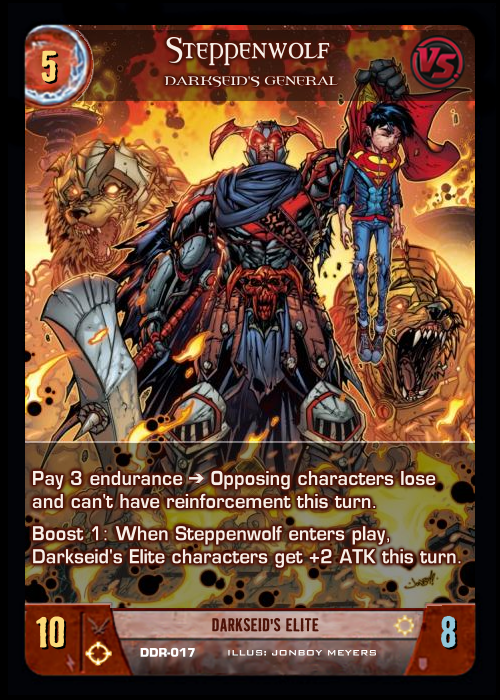 5
STEPPENWOLF
DARKSEID'S GENERAL
VS
Pay 3 endurance ➔ Opposing characters lose
and can't have reinforcement this turn.
Boost 1: When Steppenwolf enters play,
Darkseid's Elite characters get +2 ATK this turn.
10
DARKSEID'S ELITE
8
DDR-017
ILLUS: JONBOY MEYERS